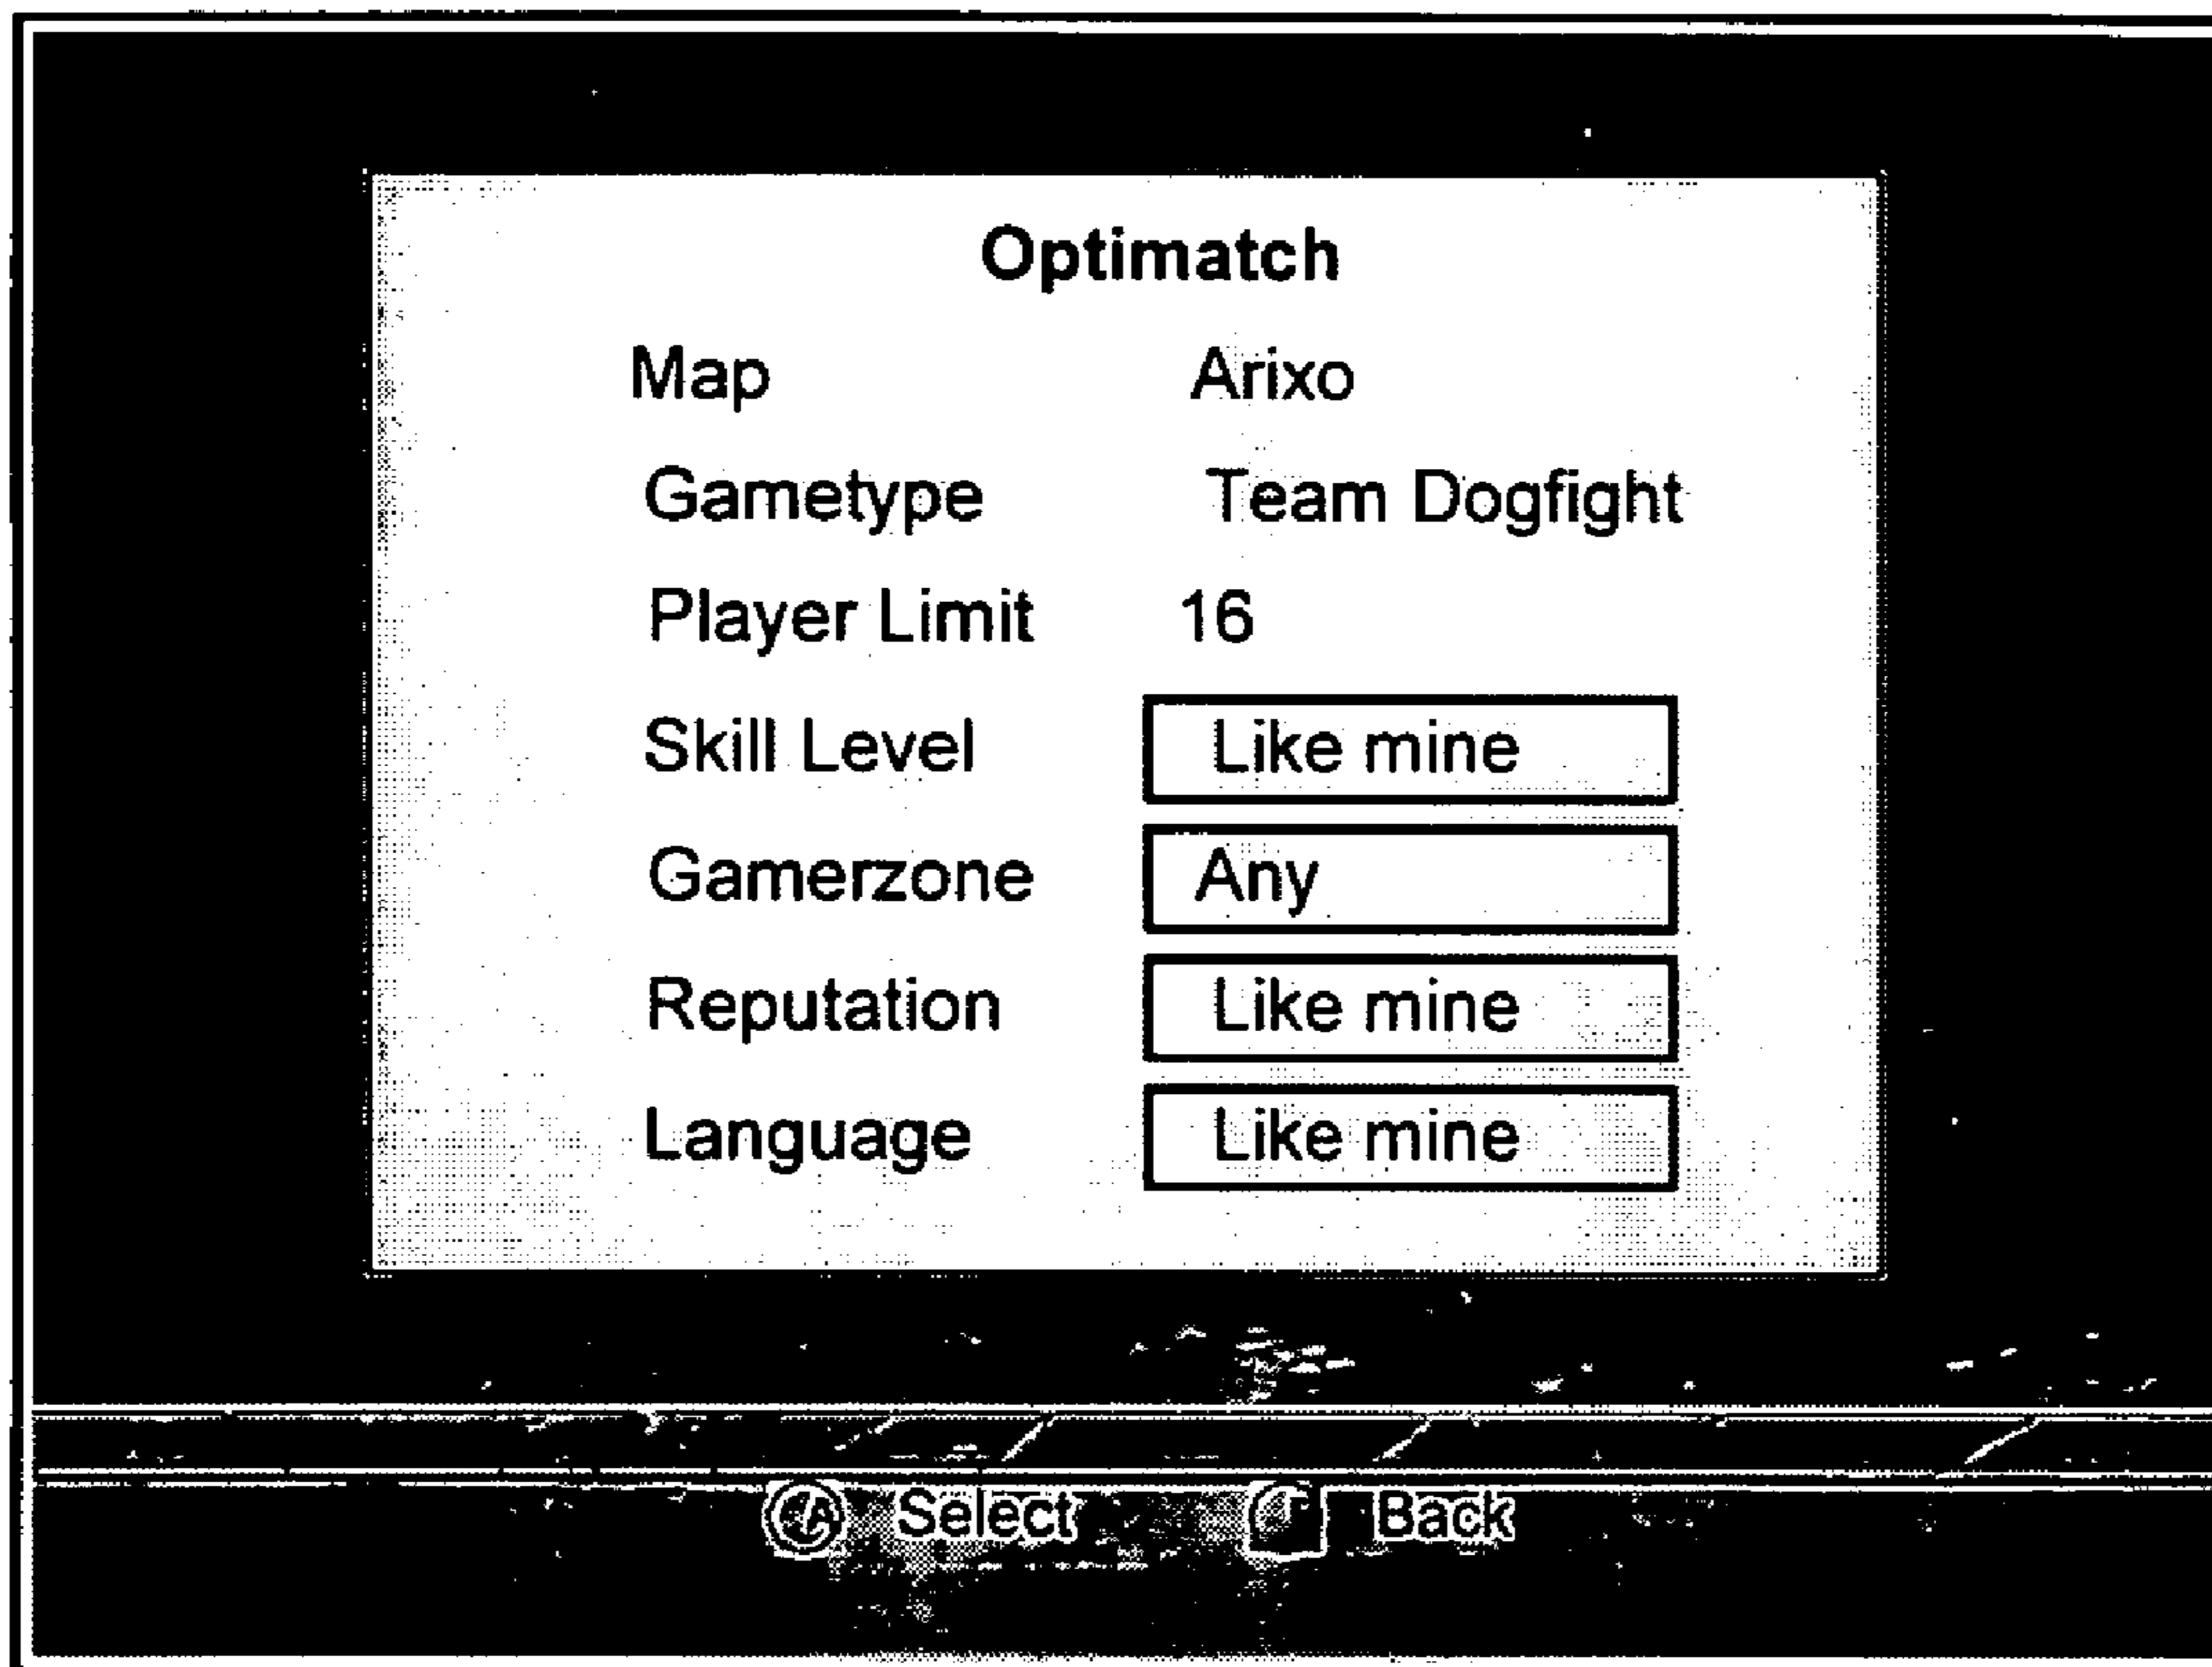 Optimatch
Map Arixo
Gametype Team Dogfight
Player Limit 16
Skill Level Like mine
Gamerzone Any
Reputation Like mine
Language Like mine
A Select Back